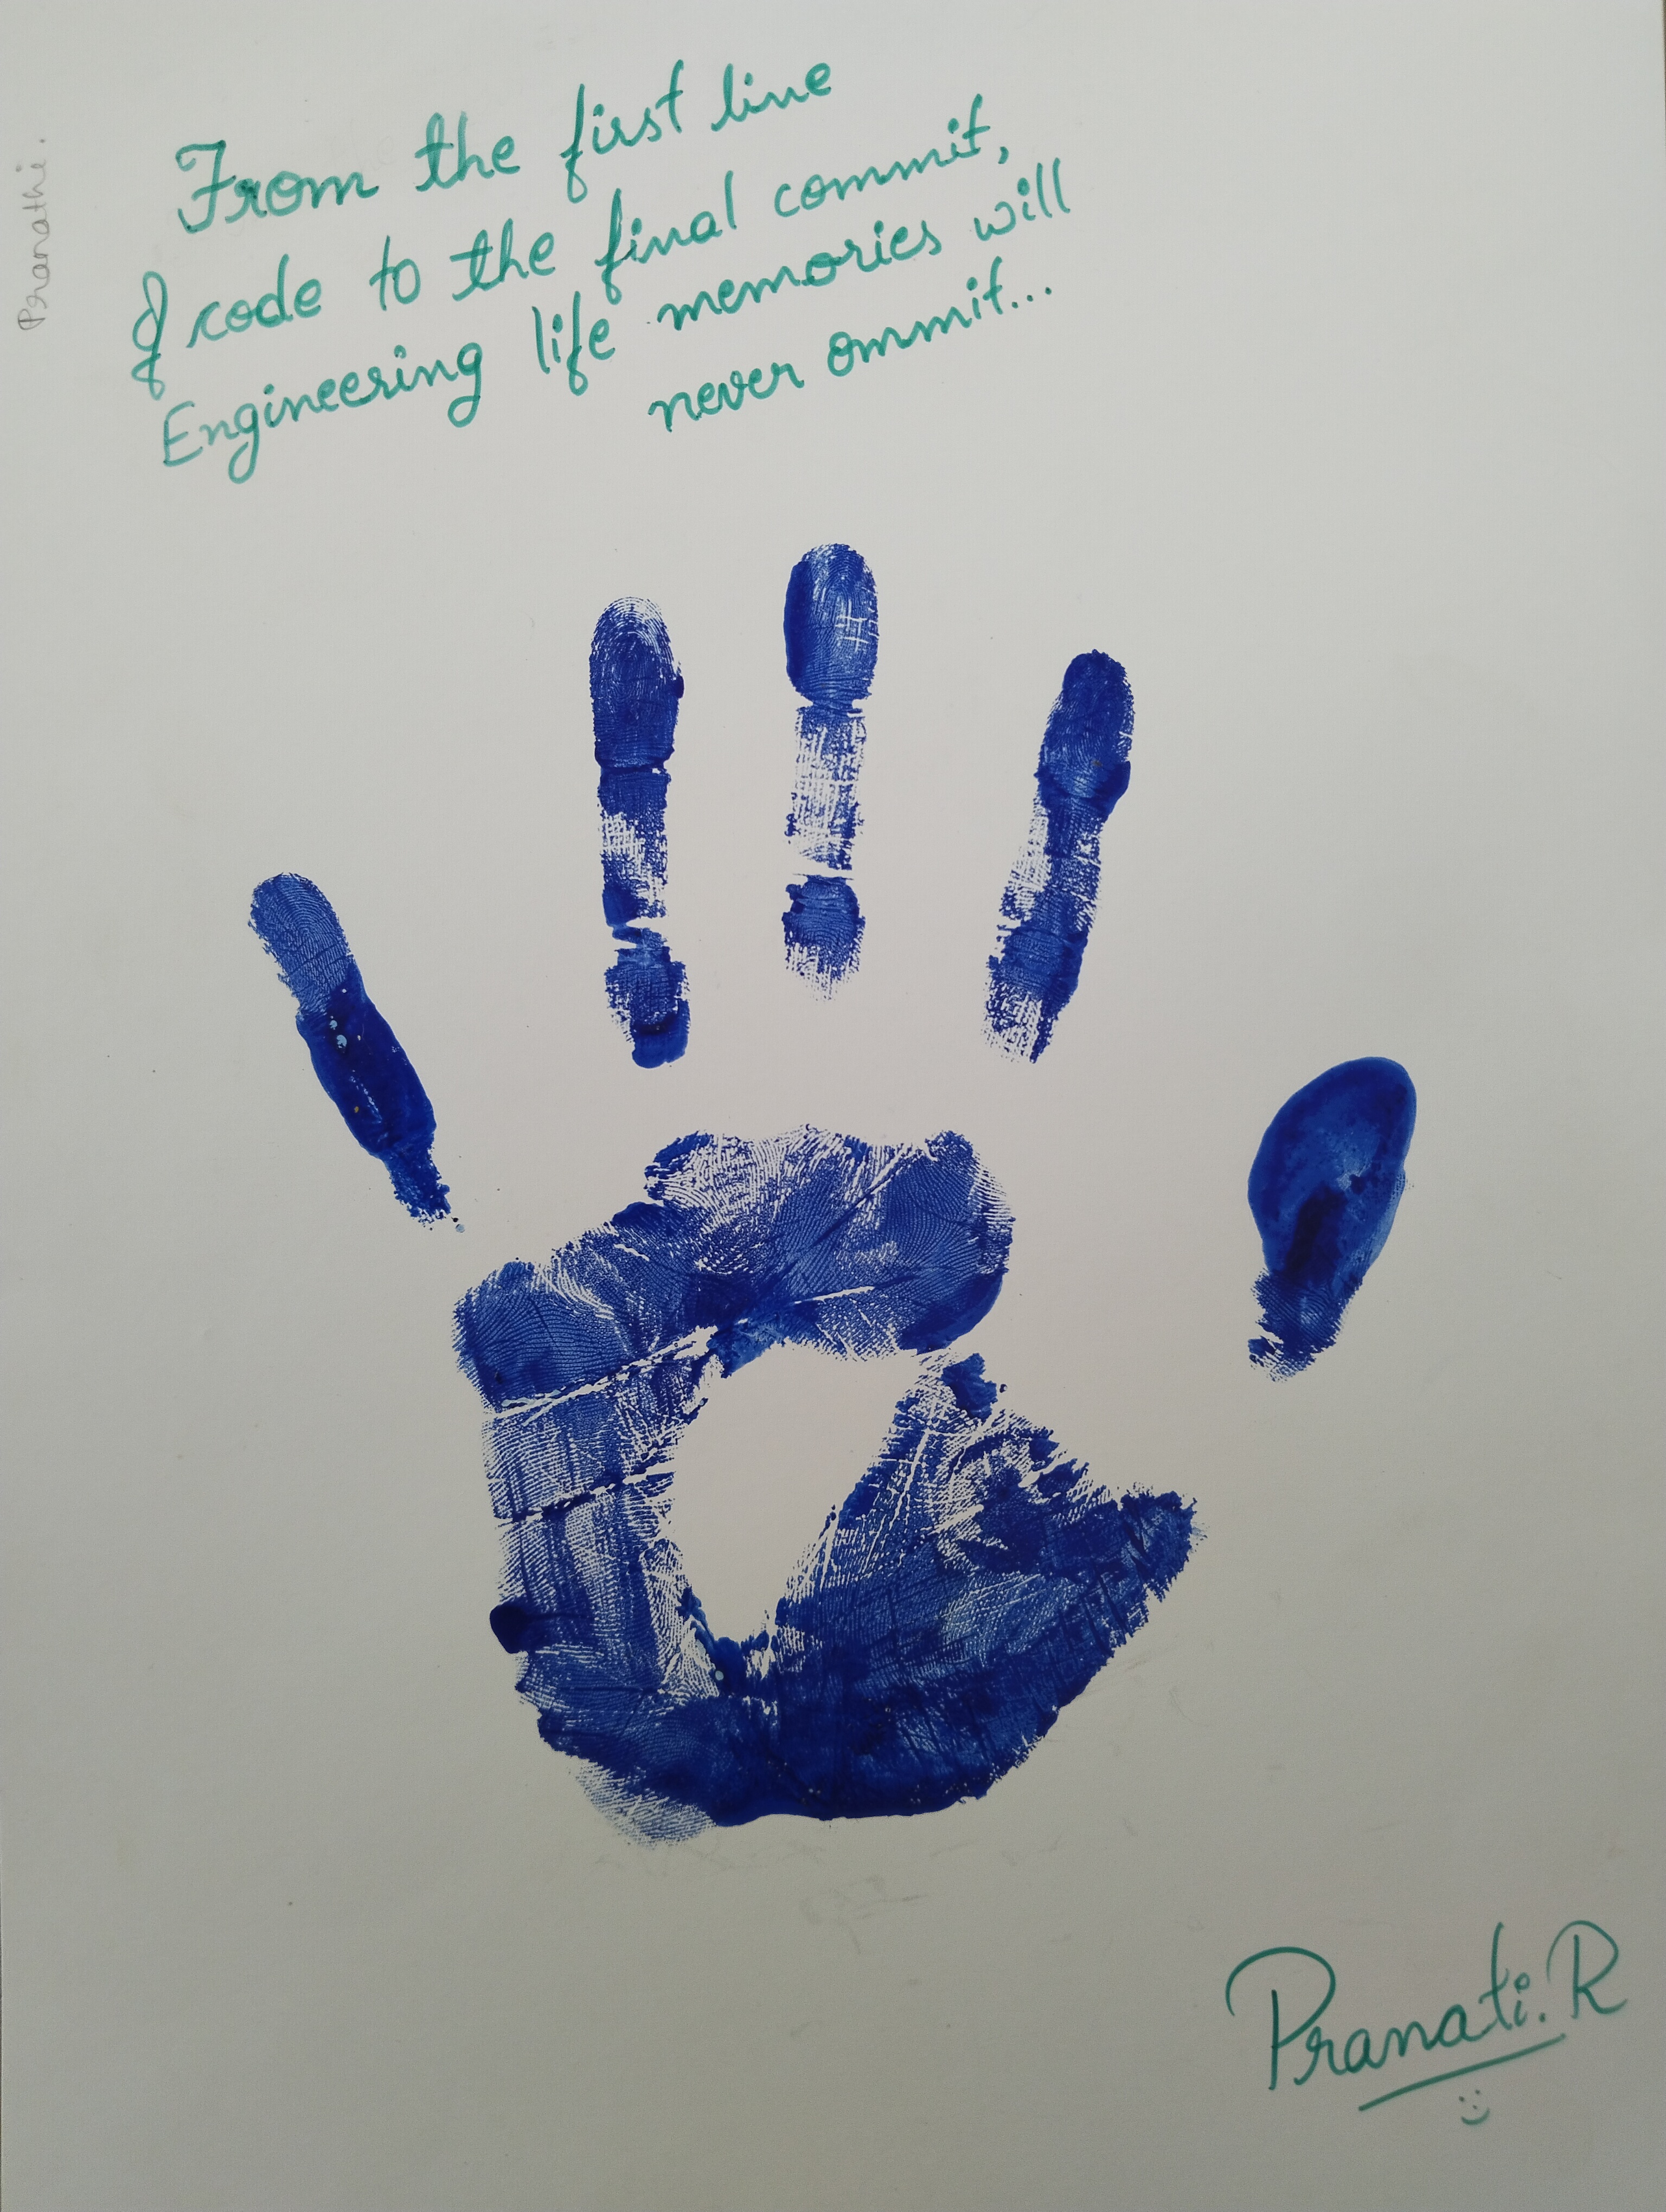 Pranathi.
From the first line
of code to the final commit,
Engineering life memories will
never ommit...
Pranati. R